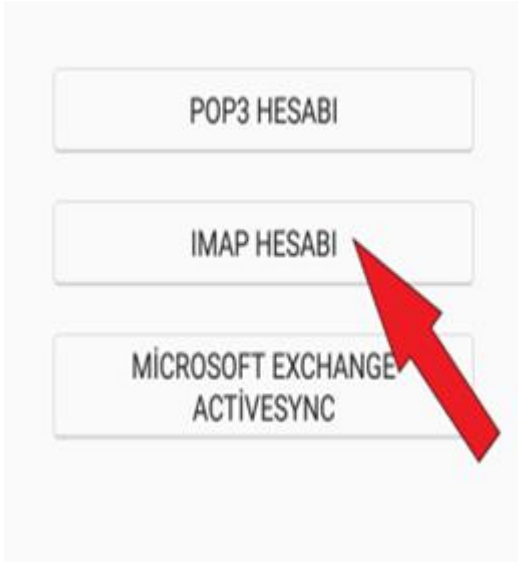 POP3 HESABI
IMAP HESABI
MİCROSOFT EXCHANGE
ACTİVESYNC